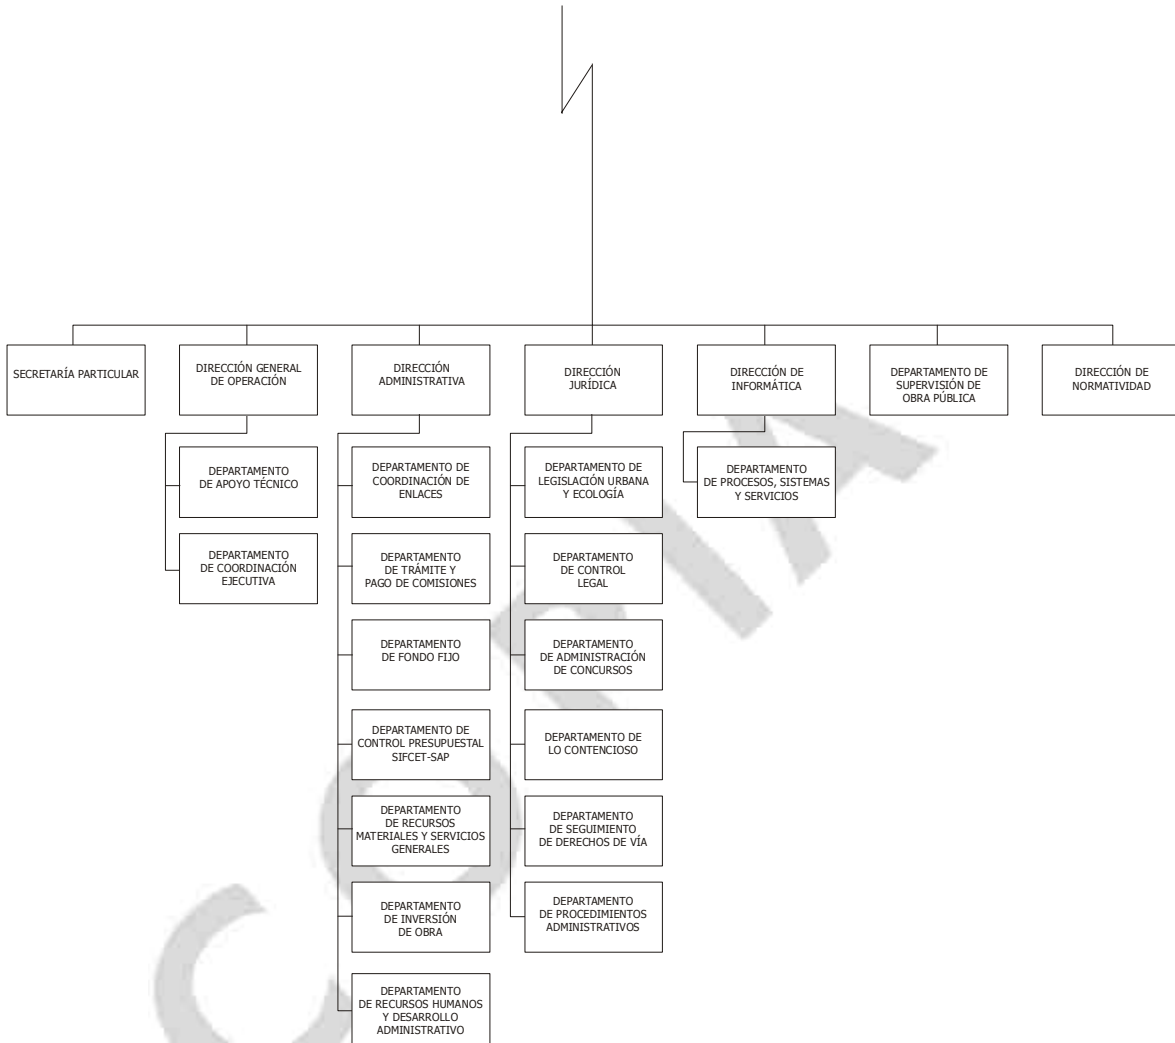 SECRETARÍA PARTICULAR
DIRECCIÓN GENERAL
DE OPERACIÓN
DIRECCIÓN
ADMINISTRATIVA
DIRECCIÓN
JURÍDICA
DIRECCIÓN DE
INFORMÁTICA
DEPARTAMENTO DE
SUPERVISIÓN DE
OBRA PÚBLICA
DIRECCIÓN DE
NORMATIVIDAD
DEPARTAMENTO
DE APOYO TÉCNICO
DEPARTAMENTO
DE COORDINACIÓN
EJECUTIVA
DEPARTAMENTO DE
COORDINACIÓN DE
ENLACES
DEPARTAMENTO
DE TRÁMITE Y
PAGO DE COMISIONES
DEPARTAMENTO
DE FONDO FIJO
DEPARTAMENTO DE
CONTROL PRESUPUESTAL
SIFCET-SAP
DEPARTAMENTO
DE RECURSOS
MATERIALES Y SERVICIOS
GENERALES
DEPARTAMENTO
DE INVERSIÓN
DE OBRA
DEPARTAMENTO
DE RECURSOS HUMANOS
Y DESARROLLO
ADMINISTRATIVO
DEPARTAMENTO DE
LEGISLACIÓN URBANA
Y ECOLOGÍA
DEPARTAMENTO
DE CONTROL
LEGAL
DEPARTAMENTO
DE ADMINISTRACIÓN
DE CONCURSOS
DEPARTAMENTO DE
LO CONTENCIOSO
DEPARTAMENTO
DE SEGUIMIENTO
DE DERECHOS DE VÍA
DEPARTAMENTO
DE PROCEDIMIENTOS
ADMINISTRATIVOS
DEPARTAMENTO
DE PROCESOS, SISTEMAS
Y SERVICIOS
COPIA